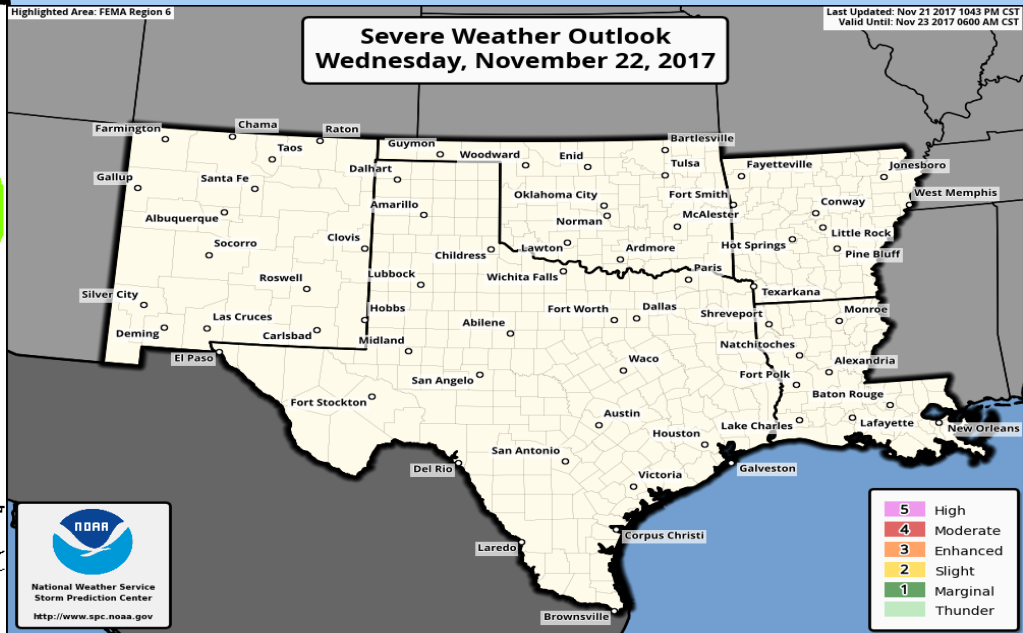 Highlighted Area: FEMA Region 6
Last Updated: Nov 21 2017 1043 PM CST
Valid Until: Nov 23 2017 0600 AM CST
Severe Weather Outlook
Wednesday, November 22, 2017
Farmington
Chama
Raton
Taos
Guymon
Woodward
Enid
Bartlesville
Tulsa
Fayetteville
Jonesboro
Gallup
Santa Fe
Dalhart
Oklahoma City
Fort Smith
West Memphis
Albuquerque
Amarillo
Norman
McAlester
Conway
Little Rock
Socorro
Clovis
Childress
Lawton
Ardmore
Hot Springs
Pine Bluff
Roswell
Lubbock
Wichita Falls
Paris
Texarkana
Silver City
Las Cruces
Hobbs
Fort Worth
Dallas
Shreveport
Monroe
Deming
Carlsbad
Midland
Abilene
Natchitoches
El Paso
Waco
Alexandria
San Angelo
Fort Polk
Fort Stockton
Baton Rouge
Austin
Lake Charles
Lafayette
New Orleans
Houston
San Antonio
Del Rio
Victoria
Galveston
Laredo
Corpus Christi
Brownsville
NOAA
National Weather Service
Storm Prediction Center
http://www.spc.noaa.gov
5 High
4 Moderate
3 Enhanced
2 Slight
1 Marginal
Thunder